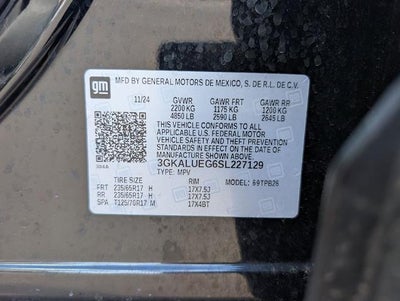 gm
MFD BY GENERAL MOTORS DE MEXICO, S. DE R.L. DE C.V.
11/24 GVWR GAWR FRT GAWR RR
2200 KG 1175 KG 1200 KG
4850 LB 2590 LB 2645 LB
THIS VEHICLE CONFORMS TO ALL
APPLICABLE U.S. FEDERAL MOTOR
VEHICLE SAFETY AND THEFT PREVENTION
STANDARDS IN EFFECT ON THE DATE OF
MANUFACTURE SHOWN ABOVE.
3GKALUEG6SL227129
TYPE: MPV
TIRE SIZE RIM MODEL: 69TPB26
FRT 235/65R17 H 17X7.5J
RR 235/65R17 H 17X7.5J
SPA T125/70R17 M 17X4BT